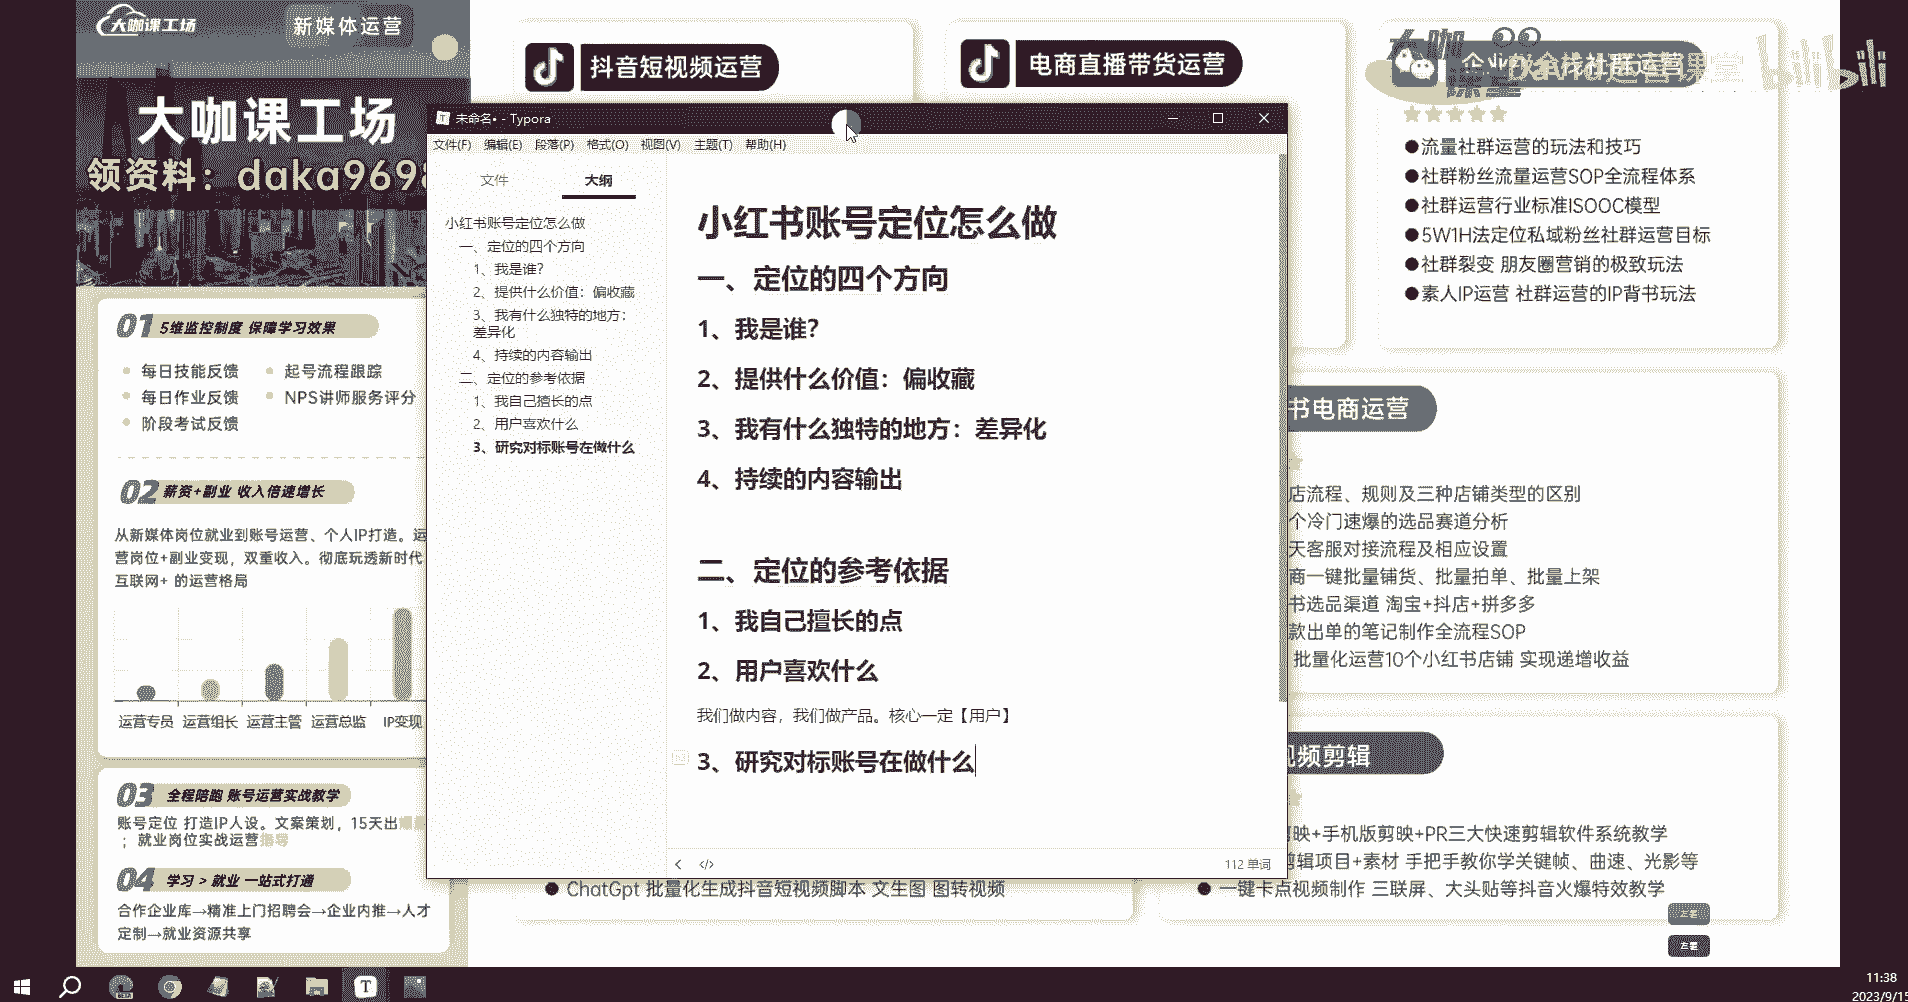 大咖课工场
新媒体运营
大咖课工场
领资料：daka969
01 5维监控制度 保障学习效果
每日技能反馈
起号流程跟踪
每日作业反馈
NPS讲师服务评分
阶段考试反馈
02 薪资+副业 收入倍速增长
从新媒体岗位就业到账号运营、个人IP打造。运
营岗位+副业变现，双重收入。彻底玩透新时代
互联网+ 的运营格局
运营专员 运营组长 运营主管 运营总监 IP变现
03 全程陪跑 账号运营实战教学
账号定位 打造IP人设。文案策划，15天出
；就业岗位实战运营指导
04 学习 > 就业 一站式打通
合作企业库→精准上门招聘会→企业内推→人才
定制→就业资源共享
抖音短视频运营
电商直播带货运营
大咖
课堂
bilibili
●流量社群运营的玩法和技巧
●社群粉丝流量运营SOP全流程体系
●社群运营行业标准ISOOC模型
●5W1H法定位私域粉丝社群运营目标
●社群裂变 朋友圈营销的极致玩法
●素人IP运营 社群运营的IP背书玩法
未命名• - Typora
文件(F) 编辑(E) 段落(P) 格式(O) 视图(V) 主题(T) 帮助(H)
文件
大纲
小红书账号定位怎么做
一、定位的四个方向
1、我是谁？
2、提供什么价值：偏收藏
3、我有什么独特的地方：
差异化
4、持续的内容输出
二、定位的参考依据
1、我自己擅长的点
2、用户喜欢什么
3、研究对标账号在做什么
小红书账号定位怎么做
一、定位的四个方向
1、我是谁？
2、提供什么价值：偏收藏
3、我有什么独特的地方：差异化
4、持续的内容输出
二、定位的参考依据
1、我自己擅长的点
2、用户喜欢什么
我们做内容，我们做产品。核心一定【用户】
3、研究对标账号在做什么
</>
112 单词
书电商运营
店流程、规则及三种店铺类型的区别
个冷门速爆的选品赛道分析
天客服对接流程及相应设置
商一键批量铺货、批量拍单、批量上架
书选品渠道 淘宝+抖店+拼多多
款出单的笔记制作全流程SOP
批量化运营10个小红书店铺 实现递增收益
视频剪辑
剪映+手机版剪映+PR三大快速剪辑软件系统教学
剪辑项目+素材 手把手教你学关键帧、曲速、光影等
●一键卡点视频制作 三联屏、大头贴等抖音火爆特效教学
●ChatGpt 批量化生成抖音短视频脚本 文生图 图转视频
11:38
2023/9/15